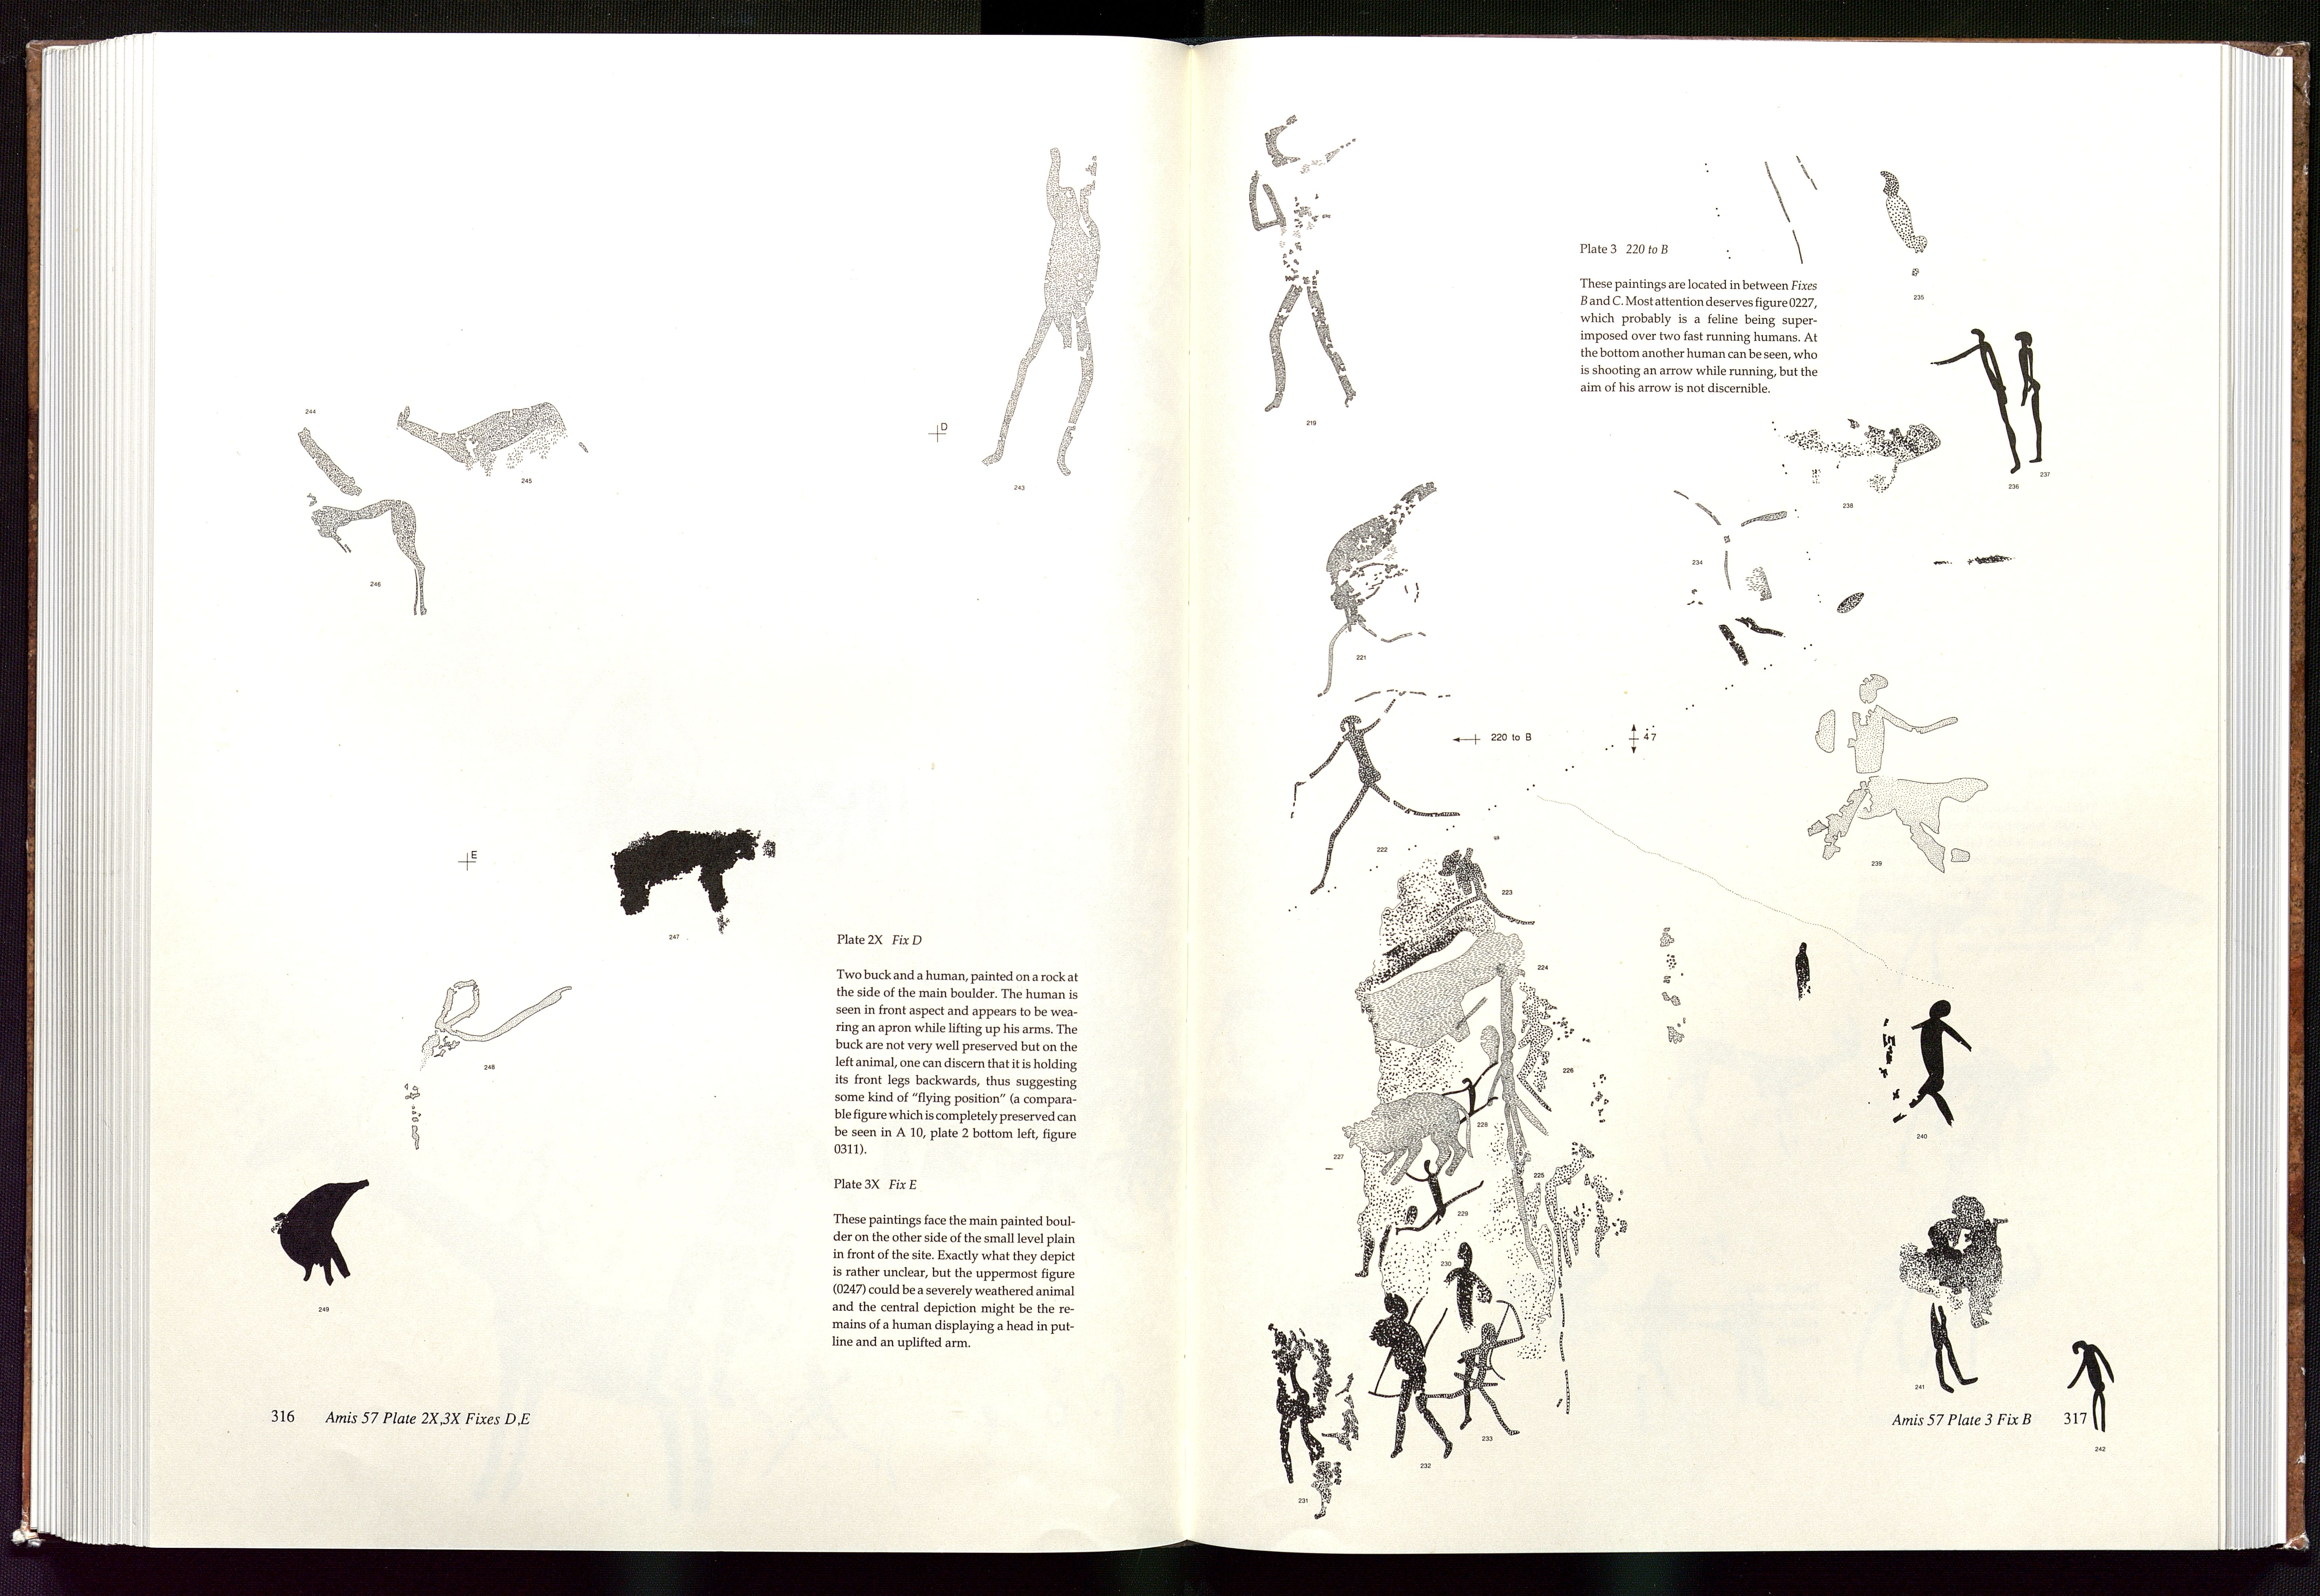 244
245
246
D
243
E
247
248
249
Plate 2X Fix D
Two buck and a human, painted on a rock at
the side of the main boulder. The human is
seen in front aspect and appears to be wea-
ring an apron while lifting up his arms. The
buck are not very well preserved but on the
left animal, one can discern that it is holding
its front legs backwards, thus suggesting
some kind of “flying position” (a compara-
ble figure which is completely preserved can
be seen in A 10, plate 2 bottom left, figure
0311).
Plate 3X Fix E
These paintings face the main painted boul-
der on the other side of the small level plain
in front of the site. Exactly what they depict
is rather unclear, but the uppermost figure
(0247) could be a severely weathered animal
and the central depiction might be the re-
mains of a human displaying a head in put-
line and an uplifted arm.
316 Amis 57 Plate 2X,3X Fixes D,E
219
Plate 3 220 to B
These paintings are located in between Fixes
B and C. Most attention deserves figure 0227,
which probably is a feline being super-
imposed over two fast running humans. At
the bottom another human can be seen, who
is shooting an arrow while running, but the
aim of his arrow is not discernible.
235
236
237
238
234
221
220 to B
47
222
239
223
224
226
228
227
225
229
230
240
233
232
231
241
242
Amis 57 Plate 3 Fix B 317